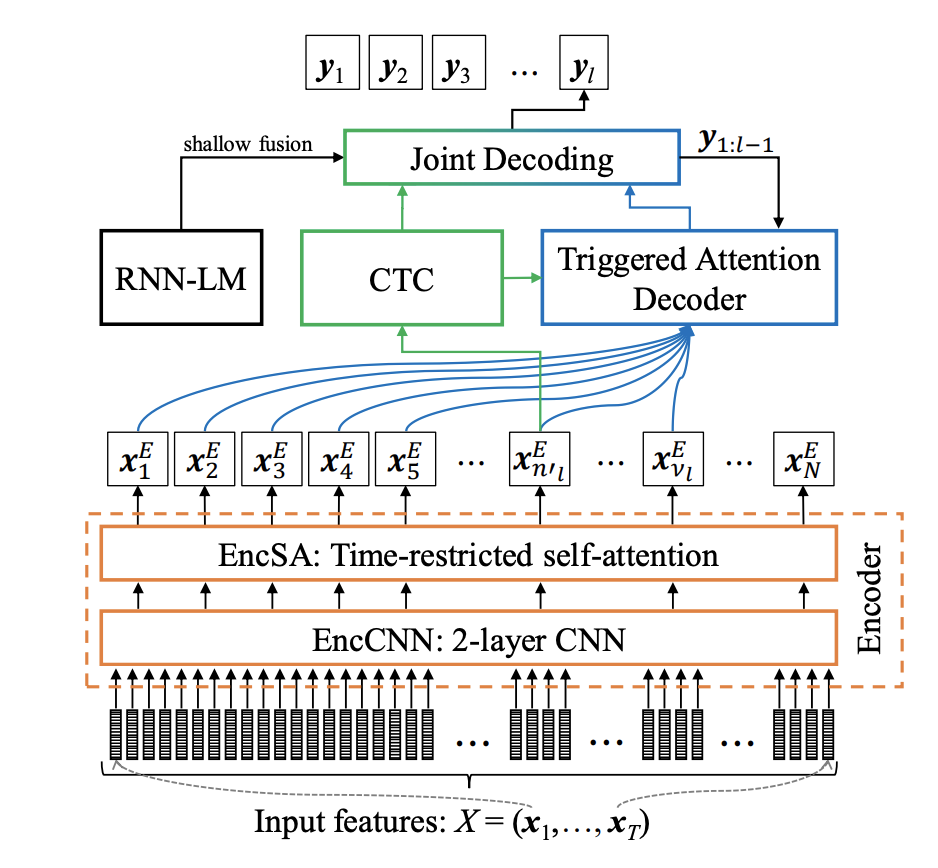 y1 y2 y3 … yl
shallow fusion
Joint Decoding
y1:l−1
RNN-LM
CTC
Triggered Attention
Decoder
x1E x2E x3E x4E x5E … xn′lE … xνlE … xNE
EncSA: Time-restricted self-attention
Encoder
EncCNN: 2-layer CNN
… … …
Input features: X = (x1,…, xT)